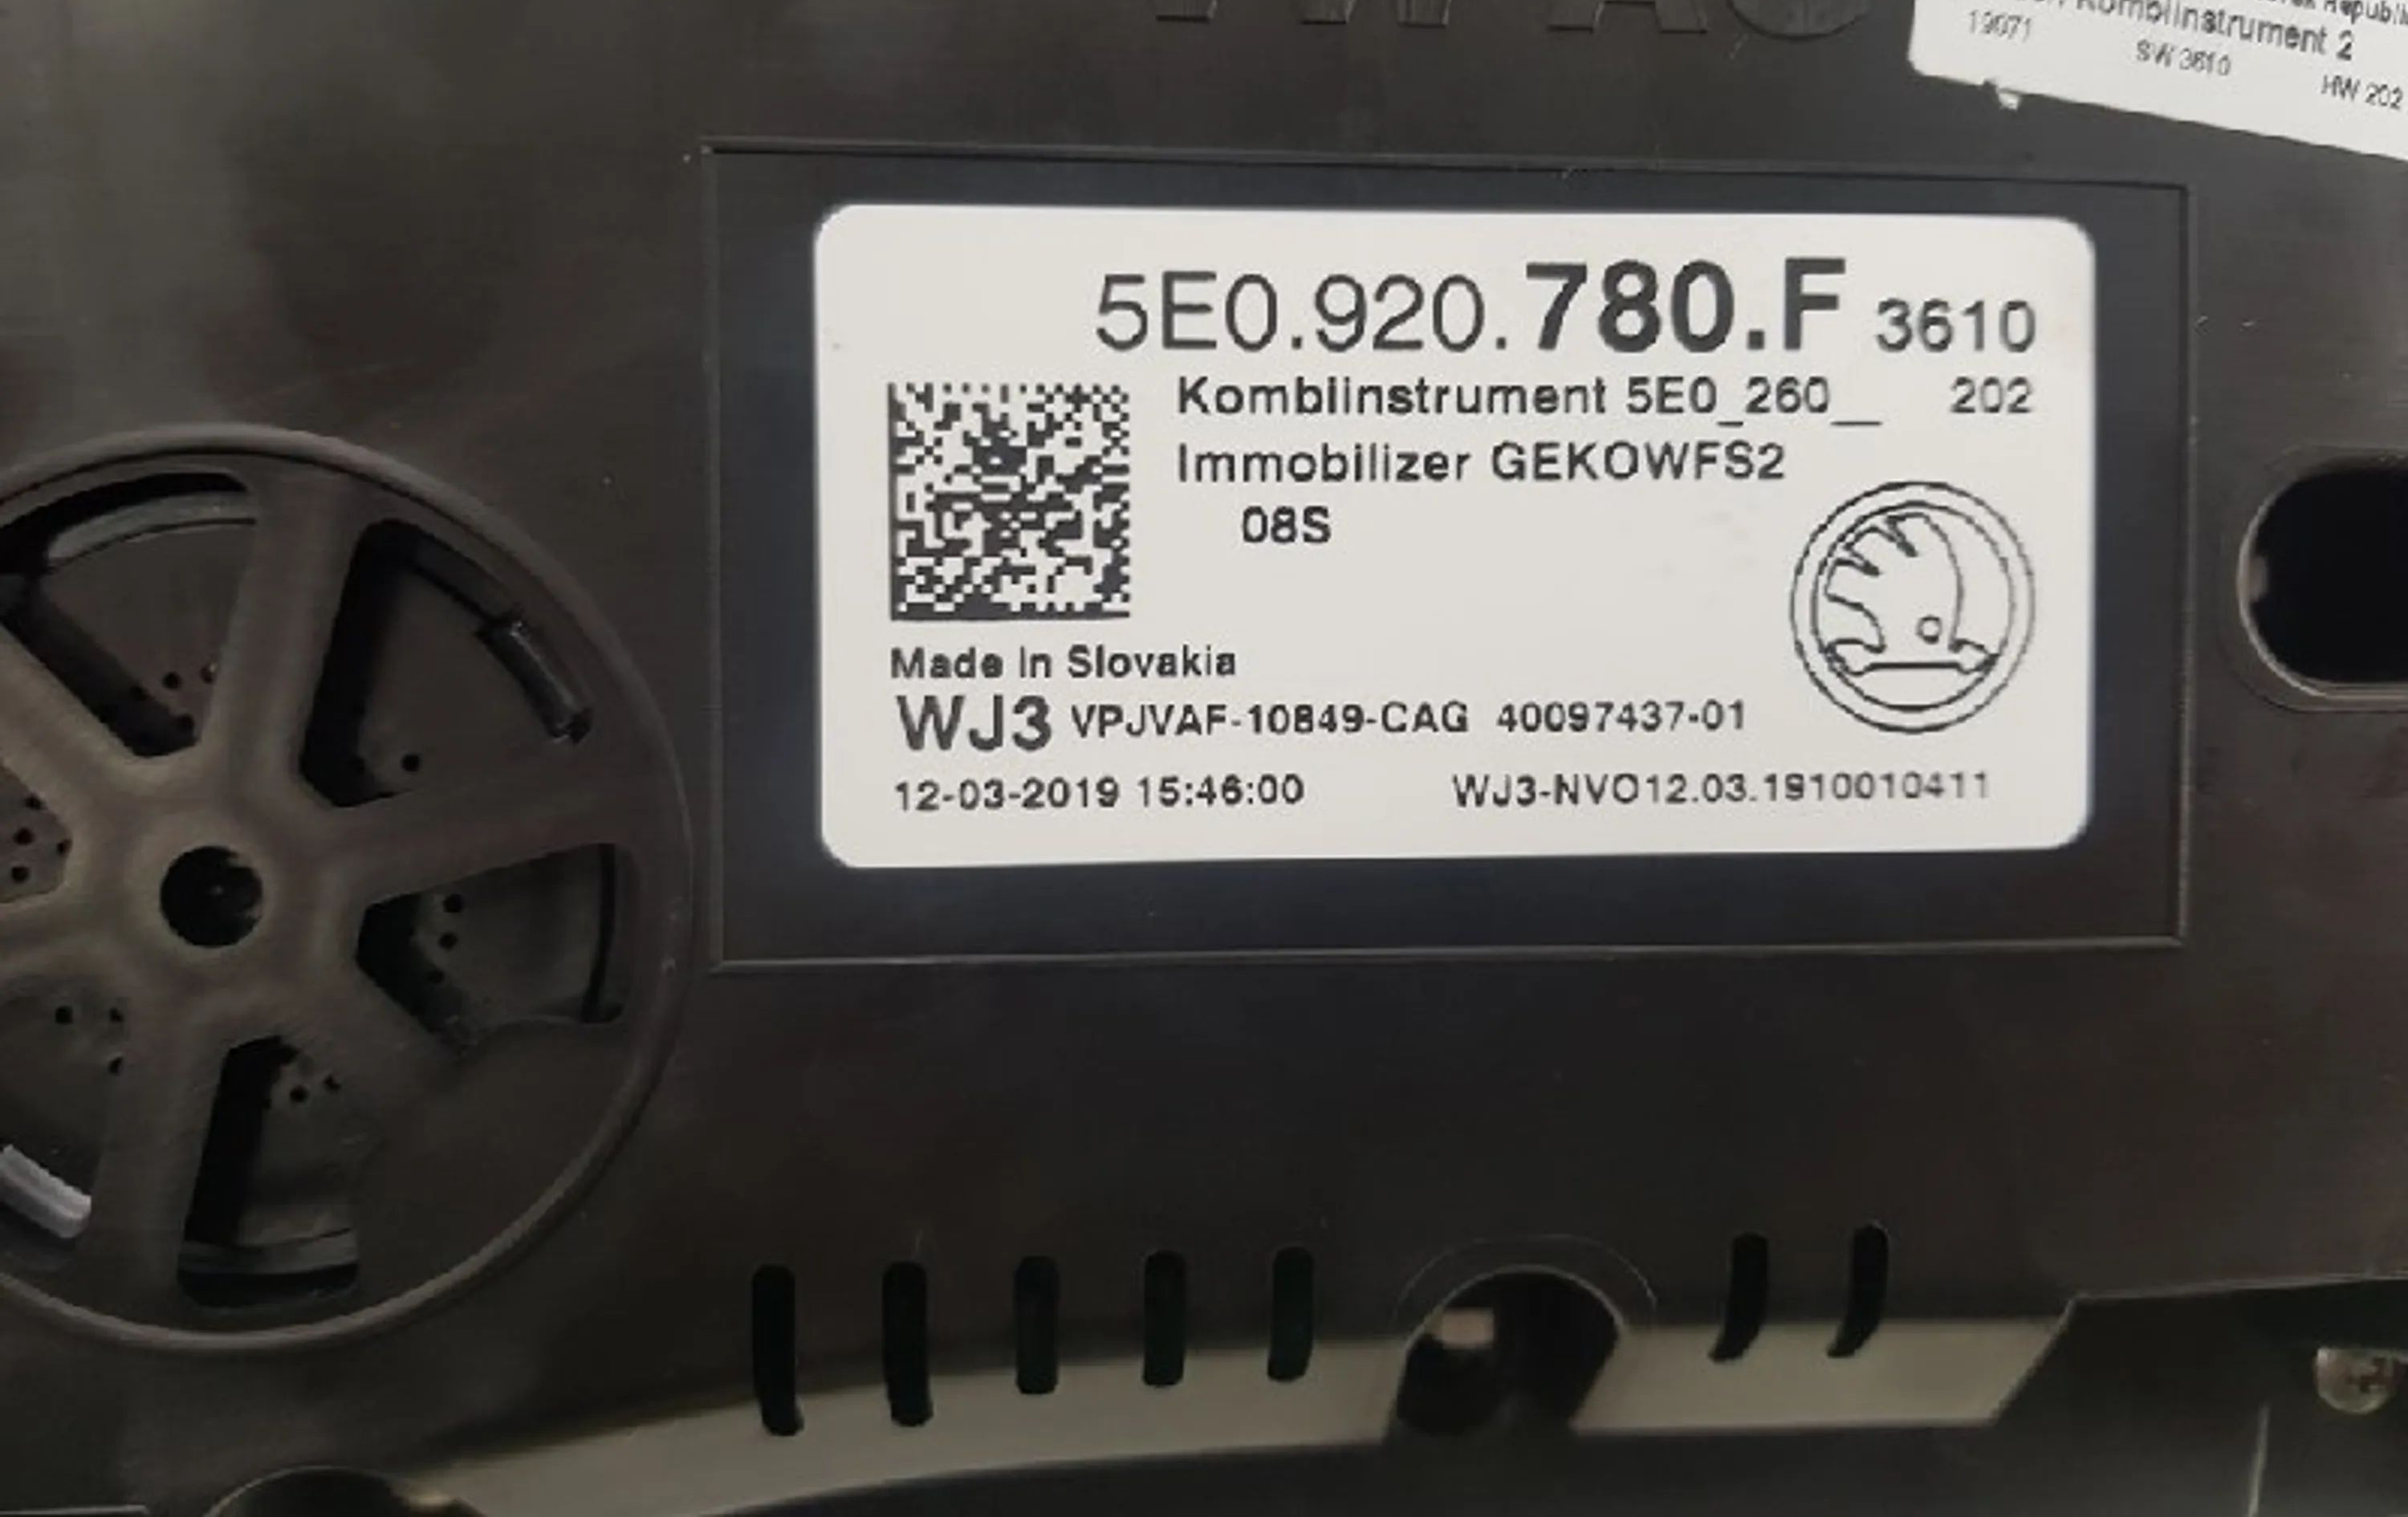 Kombiinstrument 2
19071 SW 3610 HW 202
5E0.920.780.F 3610
Kombiinstrument 5E0_260__ 202
Immobilizer GEKOWFS2
08S
Made in Slovakia
WJ3 VPJVAF-10849-CAG 40097437-01
12-03-2019 15:46:00 WJ3-NVO12.03.1910010411